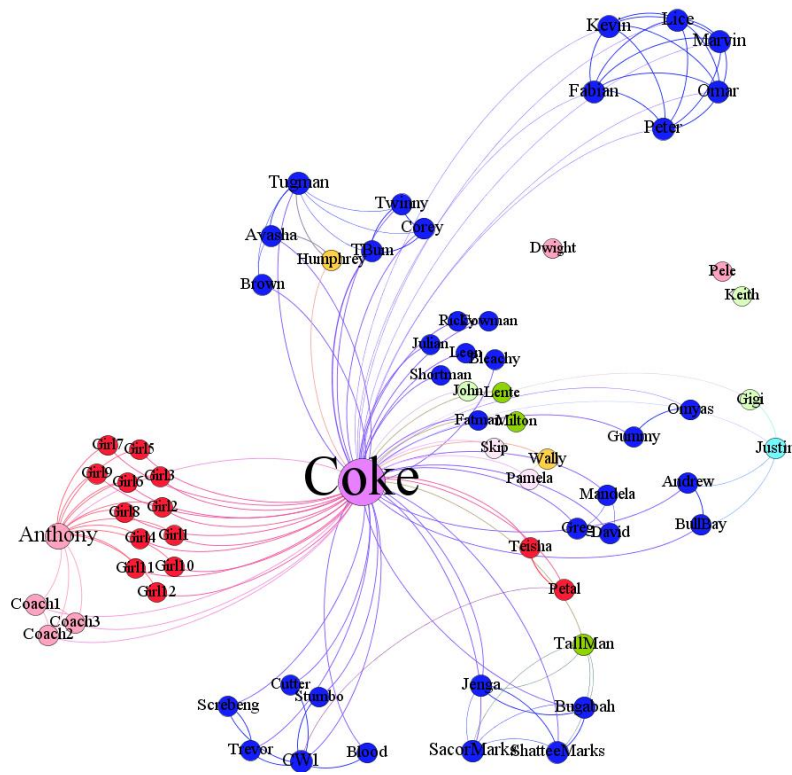 Kevin
Lice
Marvin
Fabian
Omar
Peter
Tugman
Twinny
Avasha
Corey
TBum
Humphrey
Brown
Dwight
Pele
Keith
Ricky
Cowman
Julian
Leon
Bleachy
Shortman
John
Lente
Gigi
Omyas
Fatman
Milton
Gummy
Justin
Skip
Wally
Coke
Pamela
Andrew
Mandela
Greg
David
BullBay
Girl7
Girl5
Girl9
Girl6
Girl3
Girl8
Girl2
Anthony
Girl4
Girl1
Girl11
Girl10
Girl12
Teisha
Petal
Coach1
Coach3
Coach2
TallMan
Cutter
Stumbo
Jenga
Screbeng
Bugabah
Trevor
CW1
Blood
SacorMarks
ShatteeMarks